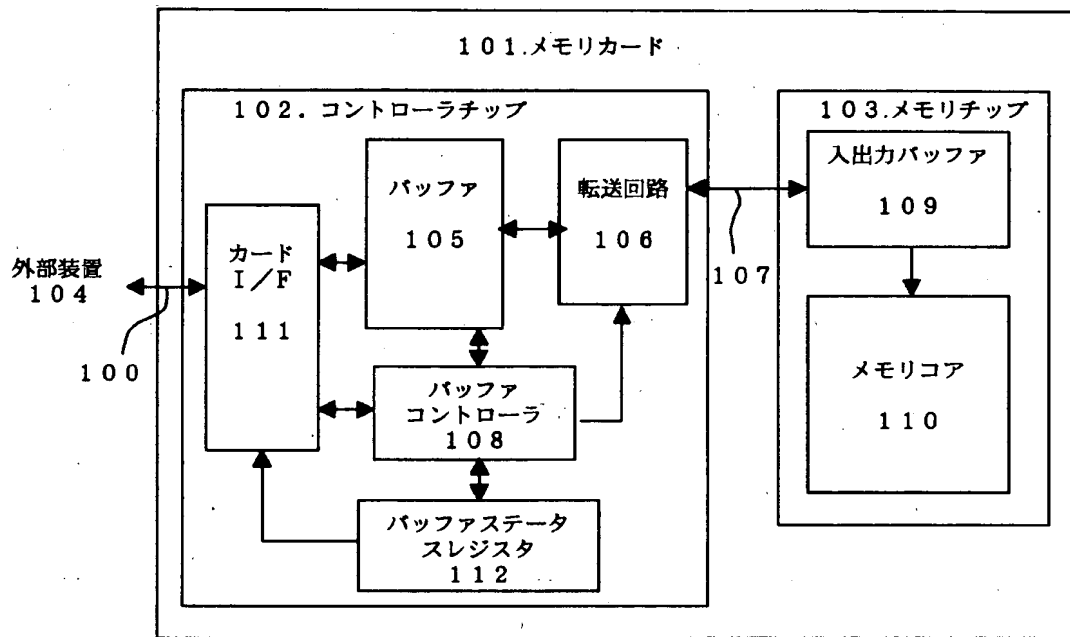 １０１.メモリカード
１０２．コントローラチップ
１０３.メモリチップ
バッファ
１０５
転送回路
１０６
入出力バッファ
１０９
カード
Ｉ／Ｆ
１１１
外部装置
１０４
１００
１０７
バッファ
コントローラ
１０８
メモリコア
１１０
バッファステータ
スレジスタ
１１２